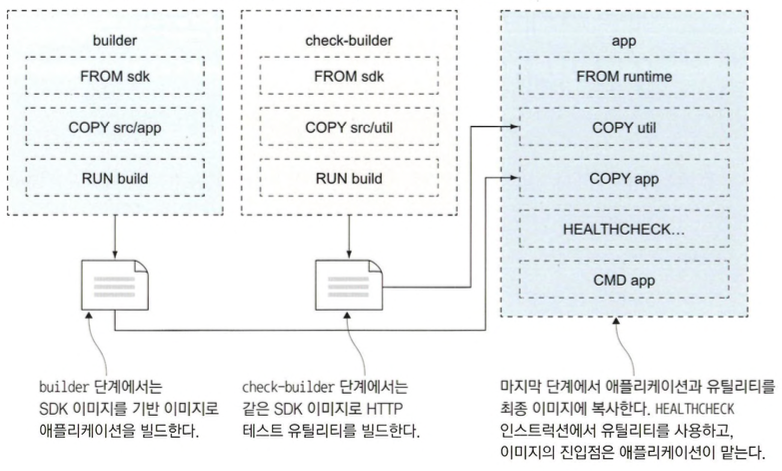 builder
FROM sdk
COPY src/app
RUN build
check-builder
FROM sdk
COPY src/util
RUN build
app
FROM runtime
COPY util
COPY app
HEALTHCHECK…
CMD app
builder 단계에서는
SDK 이미지를 기반 이미지로
애플리케이션을 빌드한다.
check-builder 단계에서는
같은 SDK 이미지로 HTTP
테스트 유틸리티를 빌드한다.
마지막 단계에서 애플리케이션과 유틸리티를
최종 이미지에 복사한다. HEALTHCHECK
인스트럭션에서 유틸리티를 사용하고,
이미지의 진입점은 애플리케이션이 맡는다.